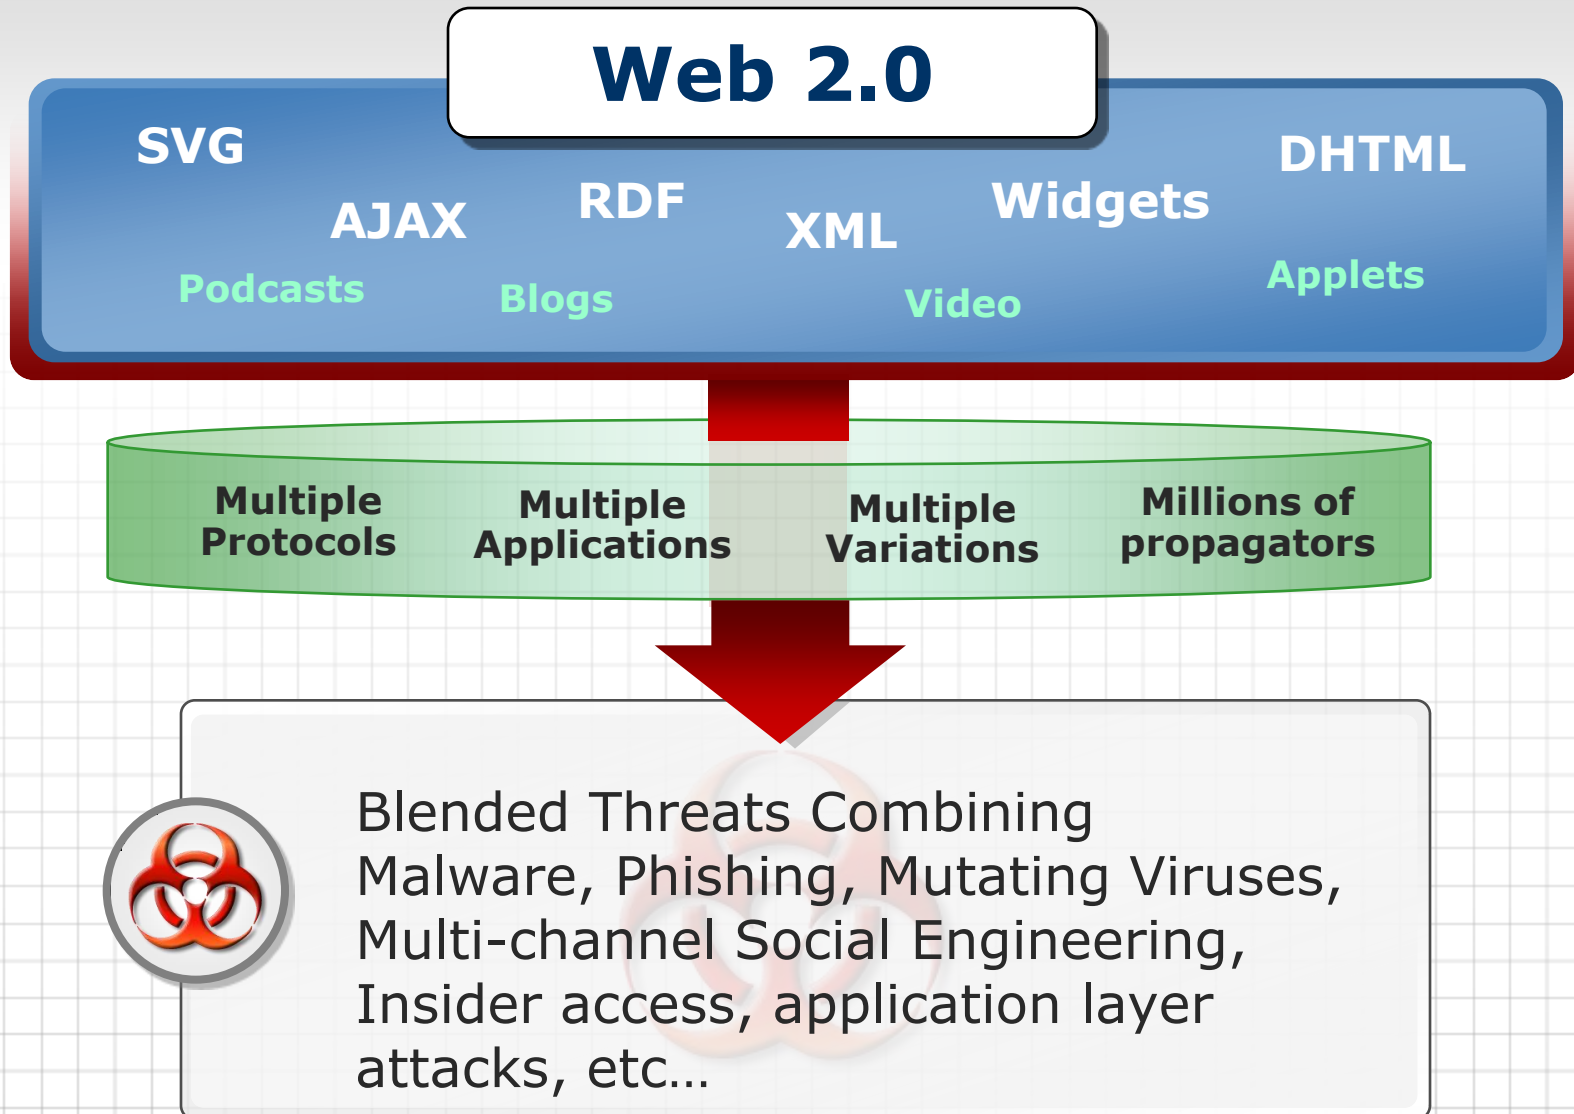 Web 2.0
SVG
DHTML
AJAX
RDF
XML
Widgets
Podcasts
Blogs
Video
Applets
Multiple
Protocols
Multiple
Applications
Multiple
Variations
Millions of
propagators
Blended Threats Combining
Malware, Phishing, Mutating Viruses,
Multi-channel Social Engineering,
Insider access, application layer
attacks, etc…